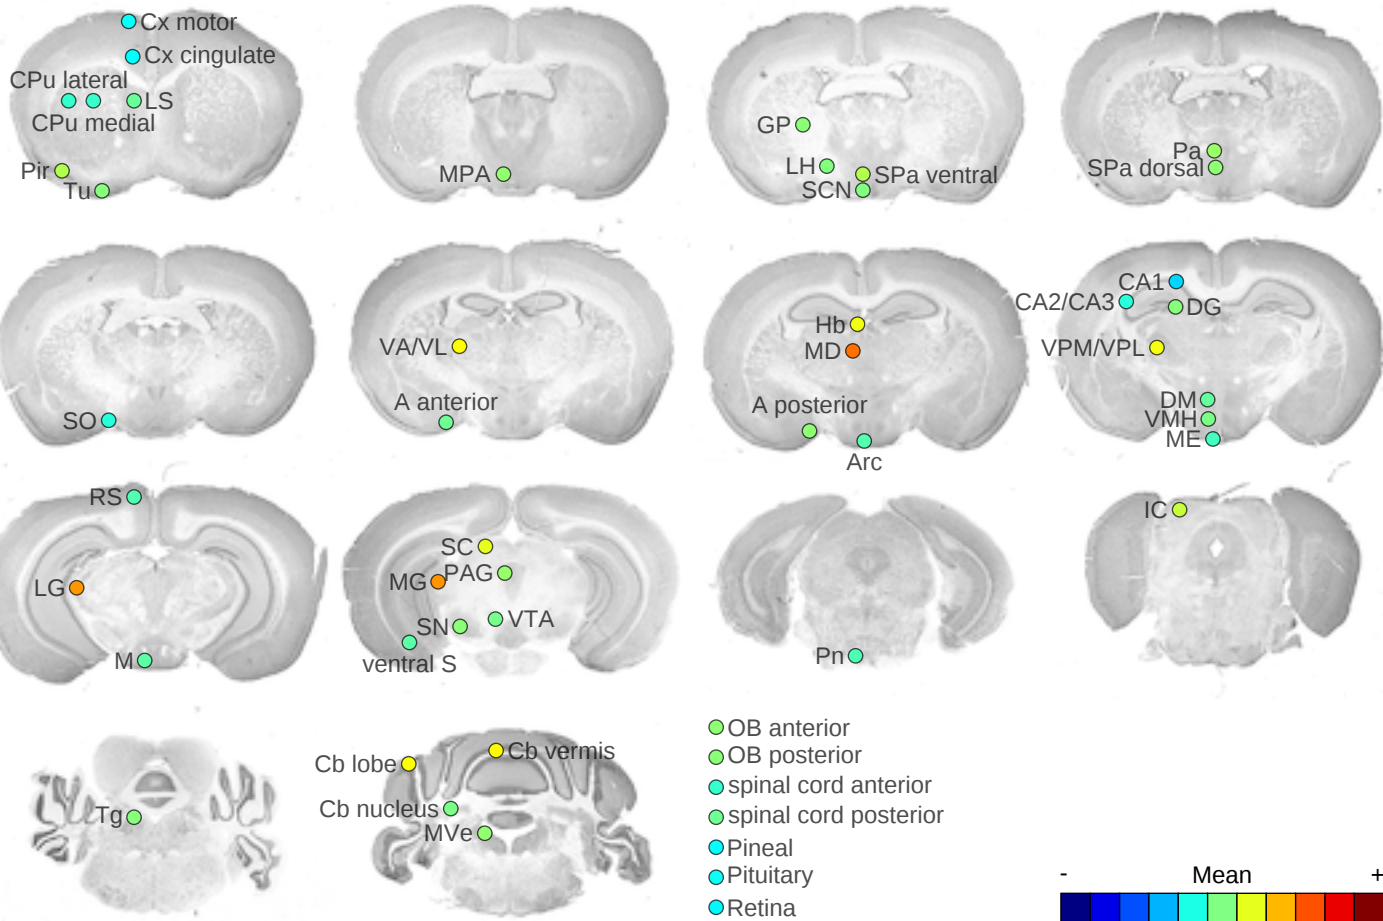 Cx motor
Cx cingulate
CPu lateral
LS
CPu medial
Pir
Tu
MPA
GP
LH
SPa ventral
SCN
Pa
SPa dorsal
SO
VA/VL
A anterior
Hb
MD
A posterior
Arc
CA1
CA2/CA3
DG
VPM/VPL
DM
VMH
ME
RS
LG
M
SC
MG
PAG
SN
VTA
ventral S
Pn
IC
Tg
Cb lobe
Cb vermis
Cb nucleus
MVe
OB anterior
OB posterior
spinal cord anterior
spinal cord posterior
Pineal
Pituitary
Retina
- Mean +